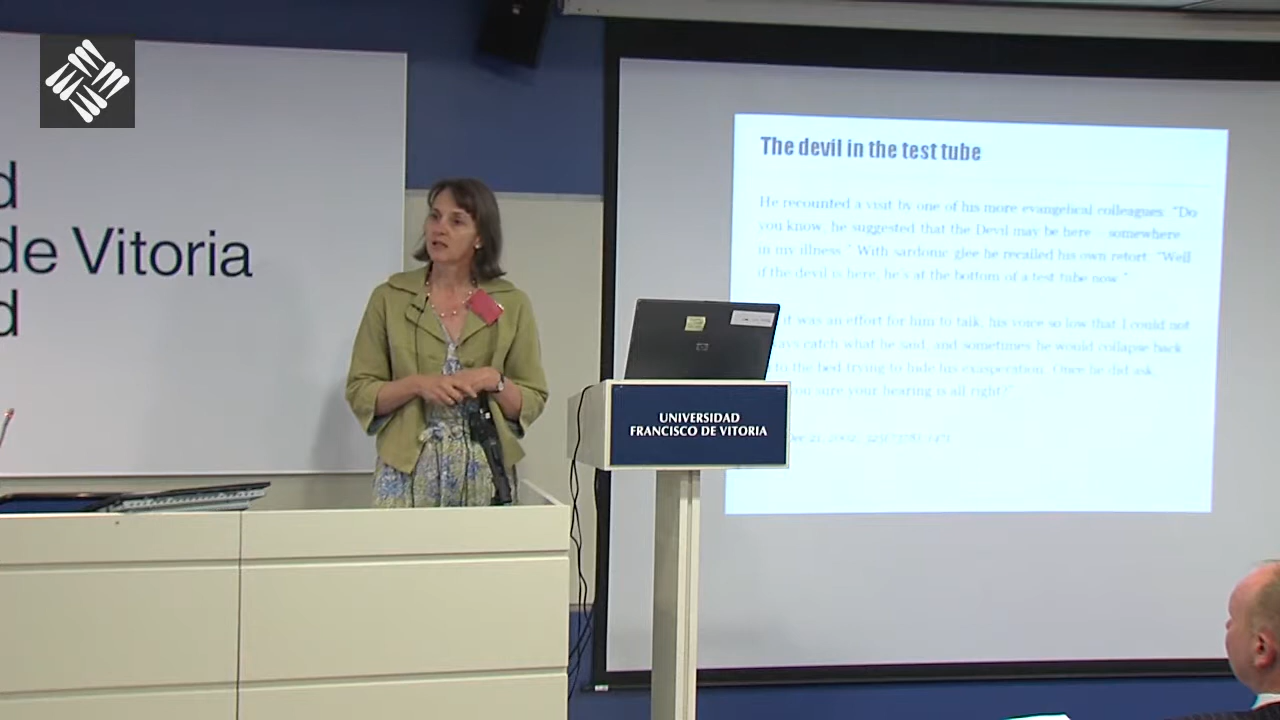 d
de Vitoria
d
The devil in the test tube
He recounted a visit by one of his more evangelical colleagues. "Do
you know, he suggested that the Devil may be here - somewhere
in my illness." With sardonic glee he recalled his own retort: "Well
if the devil is here, he's at the bottom of a test tube now."
it was an effort for him to talk, his voice so low that I could not
catch what he said, and sometimes he would collapse back
to the bed trying to hide his exasperation. Once he did ask
you sure your hearing is all right?"
UNIVERSIDAD
FRANCISCO DE VITORIA